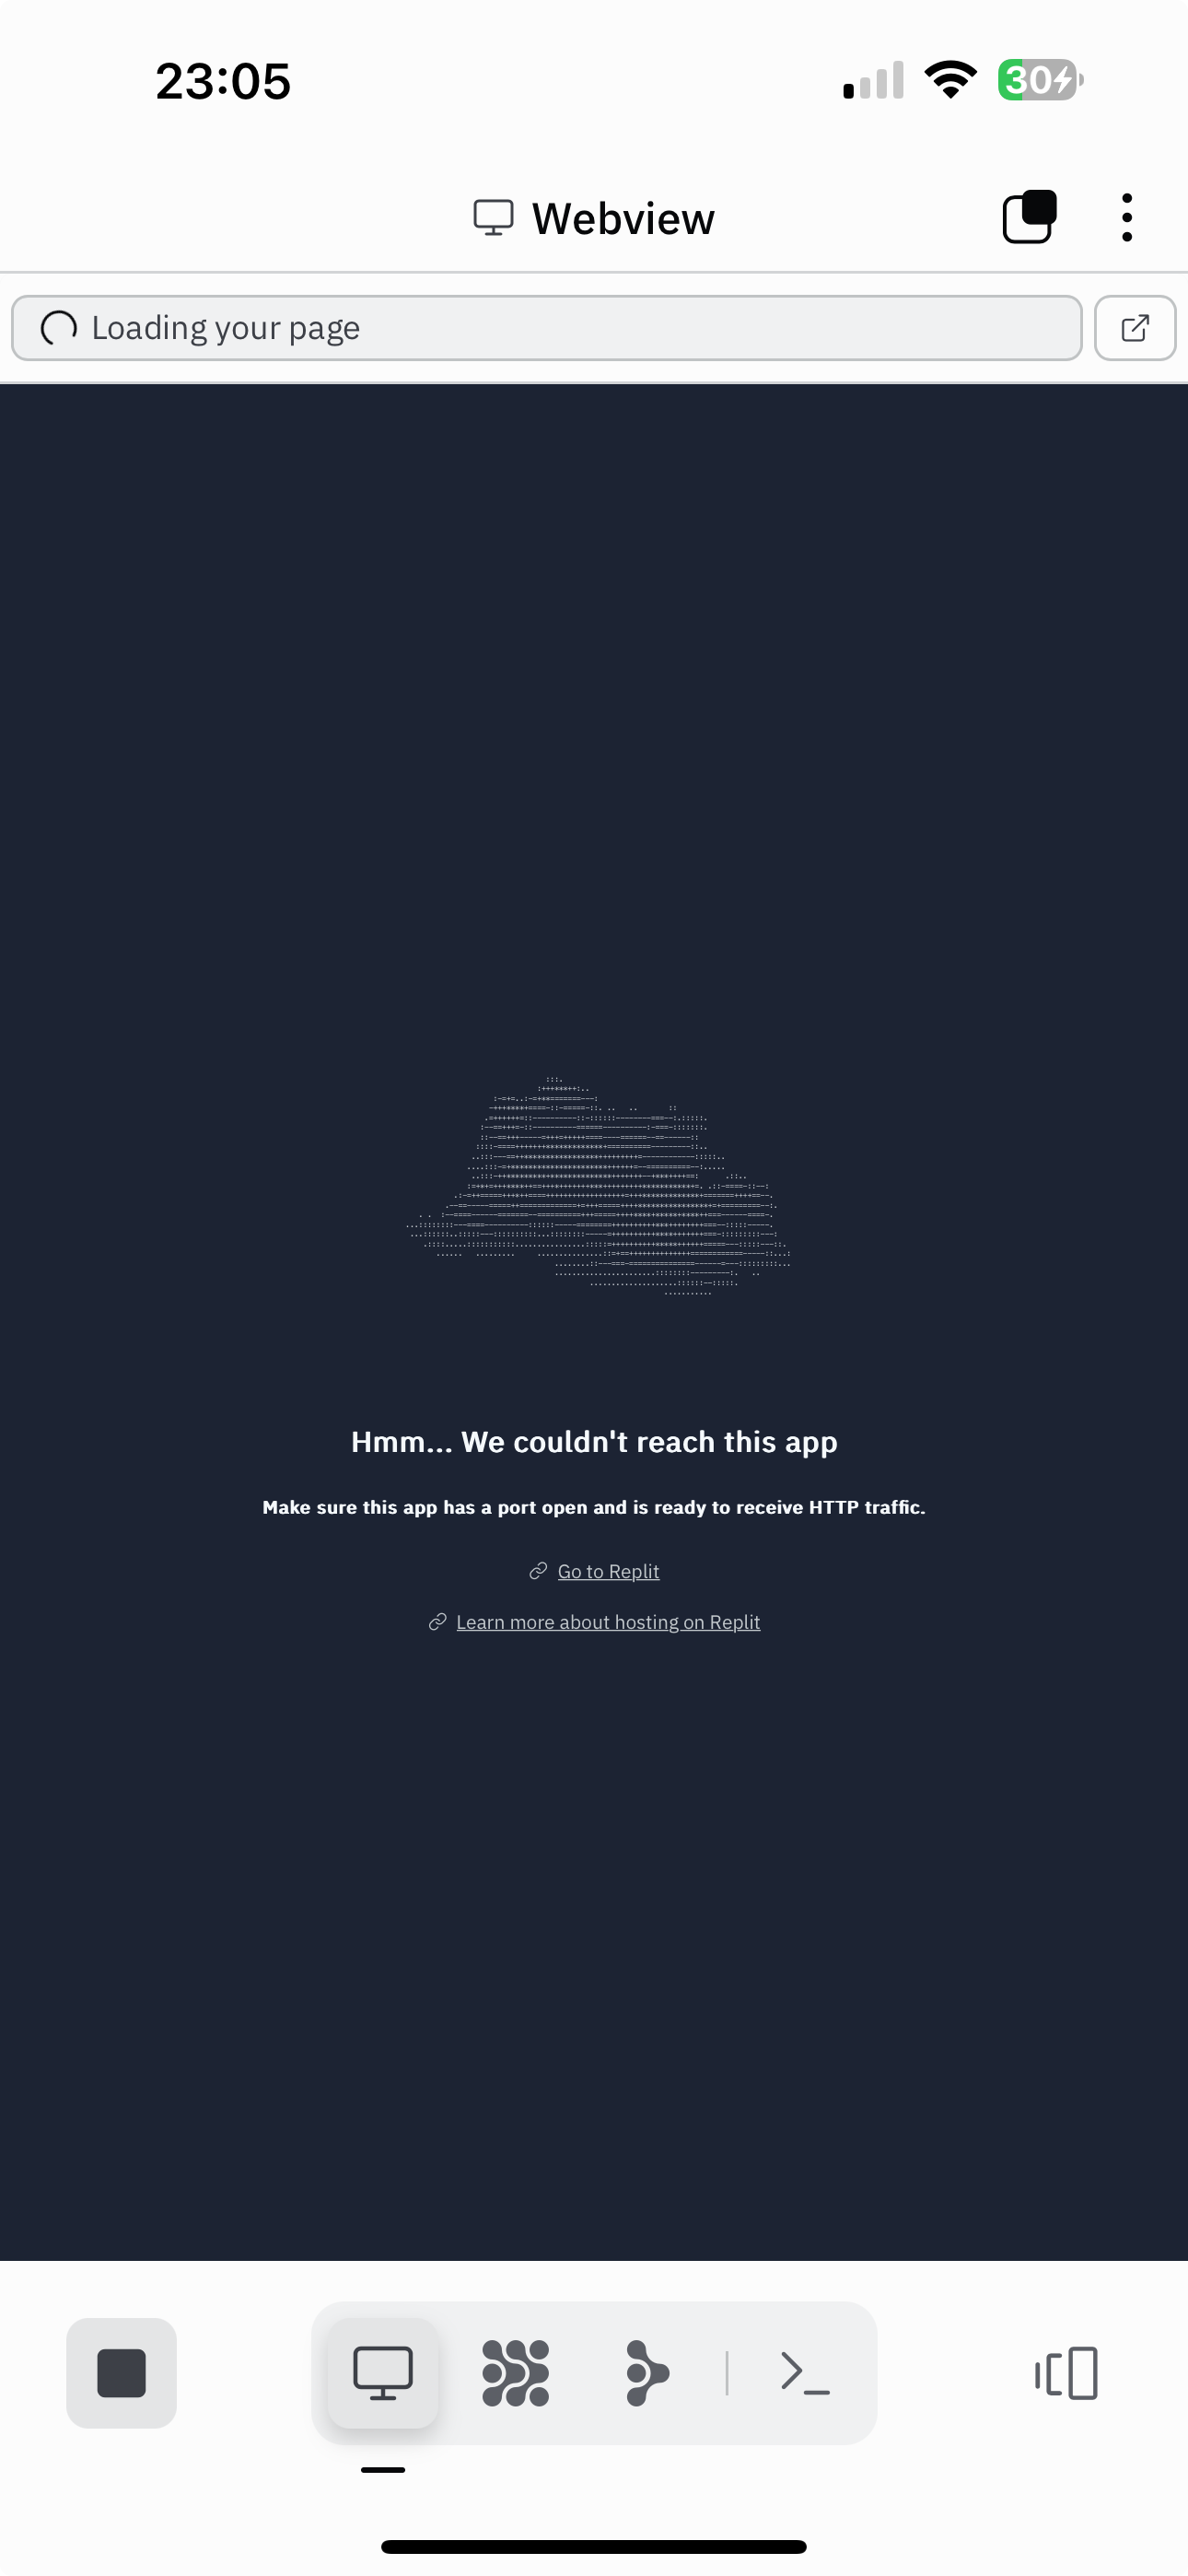 23:05
30
Webview
Loading your page
Hmm... We couldn't reach this app
Make sure this app has a port open and is ready to receive HTTP traffic.
Go to Replit
Learn more about hosting on Replit